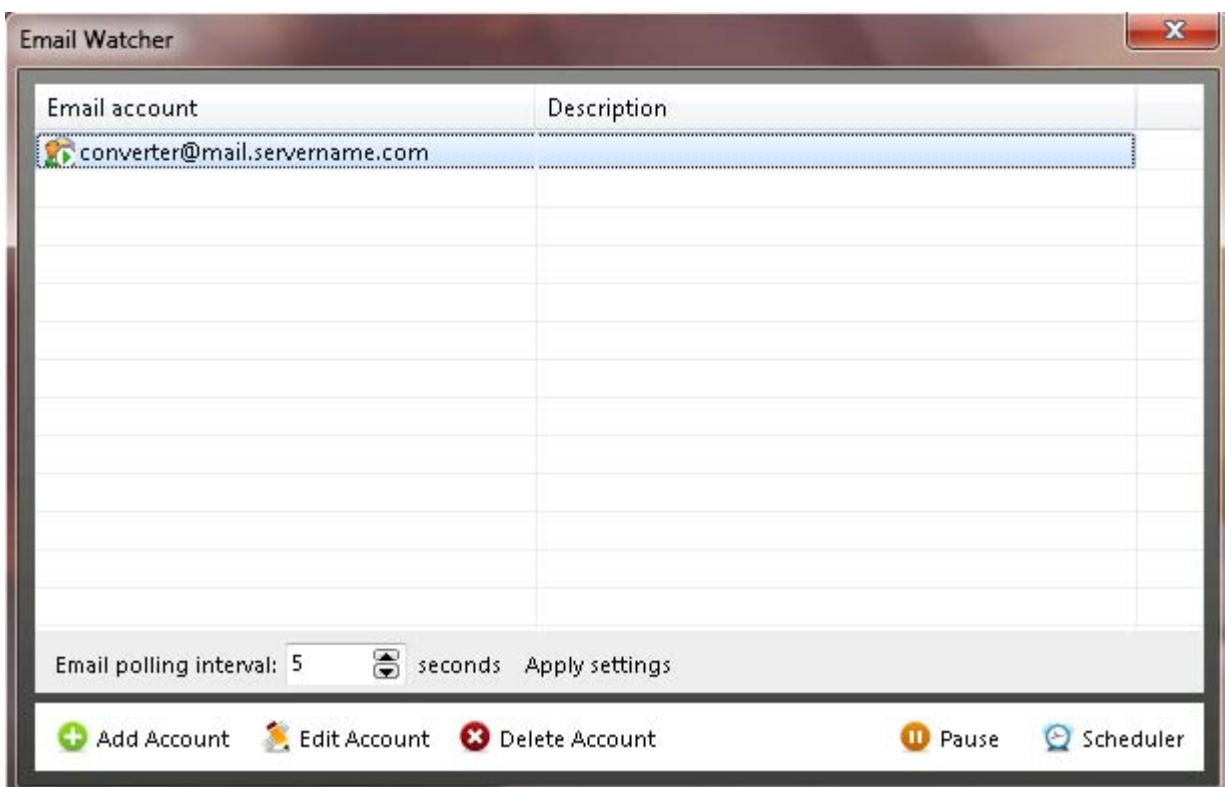 Email Watcher
Email account Description
converter@mail.servername.com
Email polling interval: 5 seconds Apply settings
Add Account Edit Account Delete Account Pause Scheduler